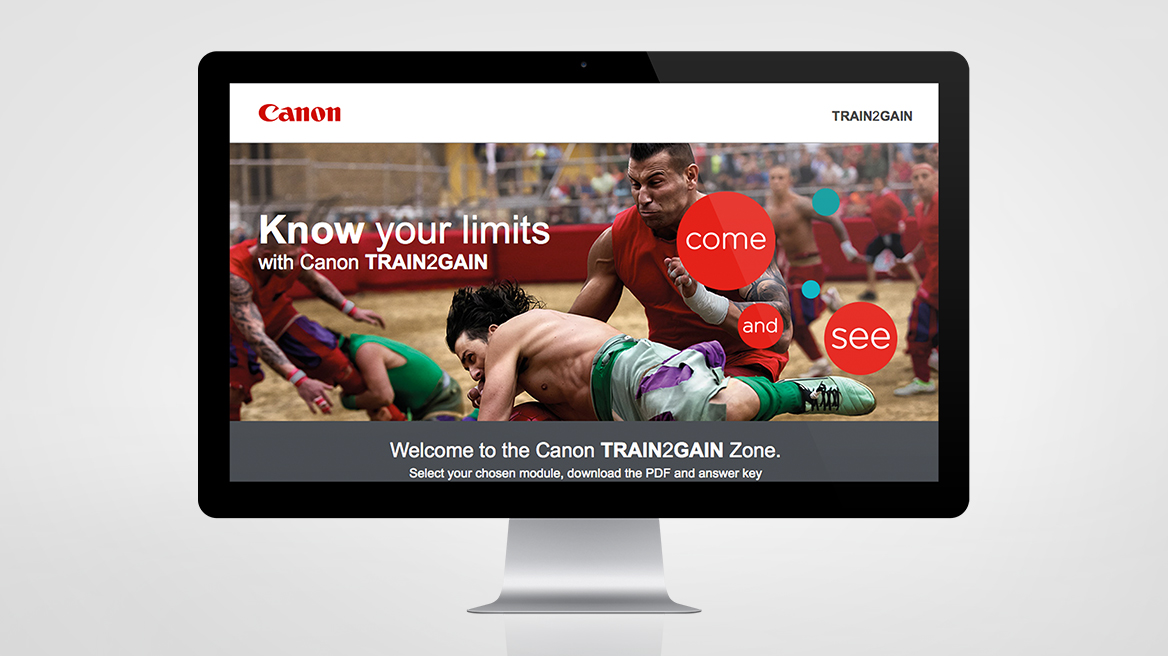 Canon
TRAIN2GAIN
Know your limits
with Canon TRAIN2GAIN
come
and
see
Welcome to the Canon TRAIN2GAIN Zone.
Select your chosen module, download the PDF and answer key